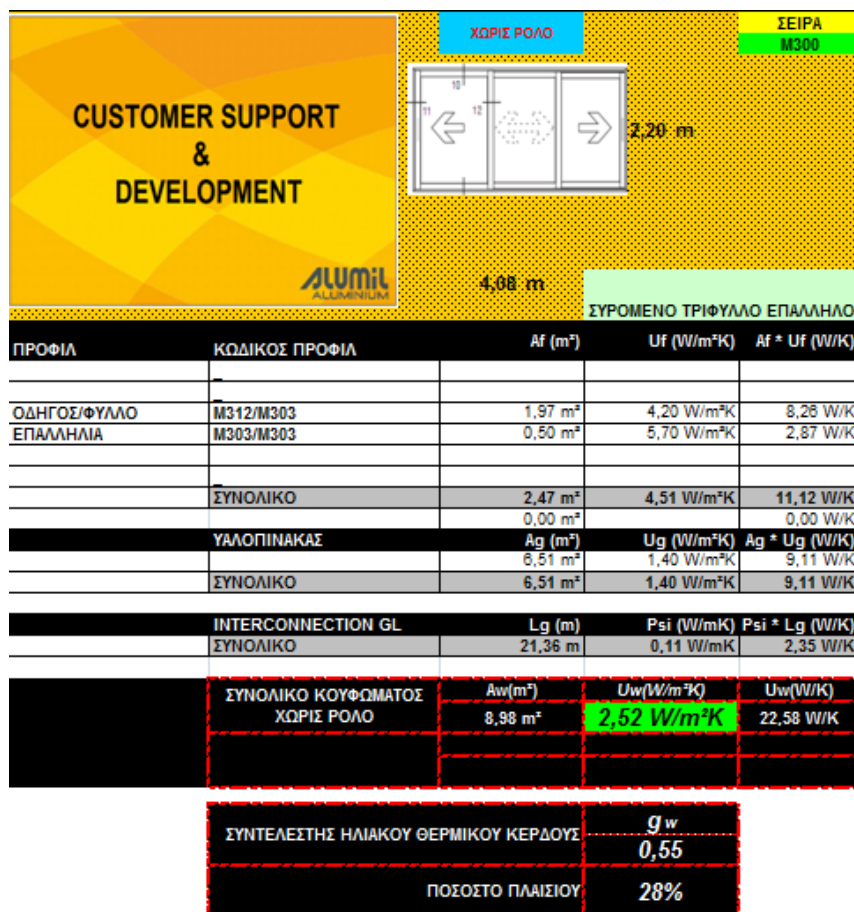 ΧΩΡΙΣ ΡΟΛΟ
ΣΕΙΡΑ
M300
CUSTOMER SUPPORT
&
DEVELOPMENT
ALUMIL
ALUMINIUM
10
11
12
2,20 m
4,08 m
ΣΥΡΟΜΕΝΟ ΤΡΙΦΥΛΛΟ ΕΠΑΛΛΗΛΟ
ΠΡΟΦΙΛ ΚΩΔΙΚΟΣ ΠΡΟΦΙΛ Af (m²) Uf (W/m²K) Af * Uf (W/K)
_
_
ΟΔΗΓΟΣ/ΦΥΛΛΟ M312/M303 1,97 m² 4,20 W/m²K 8,26 W/K
ΕΠΑΛΛΗΛΙΑ M303/M303 0,50 m² 5,70 W/m²K 2,87 W/K
_
ΣΥΝΟΛΙΚΟ 2,47 m² 4,51 W/m²K 11,12 W/K
0,00 m² 0,00 W/K
ΥΑΛΟΠΙΝΑΚΑΣ Ag (m²) Ug (W/m²K) Ag * Ug (W/K)
6,51 m² 1,40 W/m²K 9,11 W/K
ΣΥΝΟΛΙΚΟ 6,51 m² 1,40 W/m²K 9,11 W/K
INTERCONNECTION GL Lg (m) Psi (W/mK) Psi * Lg (W/K)
ΣΥΝΟΛΙΚΟ 21,36 m 0,11 W/mK 2,35 W/K
ΣΥΝΟΛΙΚΟ ΚΟΥΦΩΜΑΤΟΣ Aw(m²) Uw(W/m²K) Uw(W/K)
ΧΩΡΙΣ ΡΟΛΟ 8,98 m² 2,52 W/m²K 22,58 W/K
ΣΥΝΤΕΛΕΣΤΗΣ ΗΛΙΑΚΟΥ ΘΕΡΜΙΚΟΥ ΚΕΡΔΟΥΣ g w
0,55
ΠΟΣΟΣΤΟ ΠΛΑΙΣΙΟΥ 28%